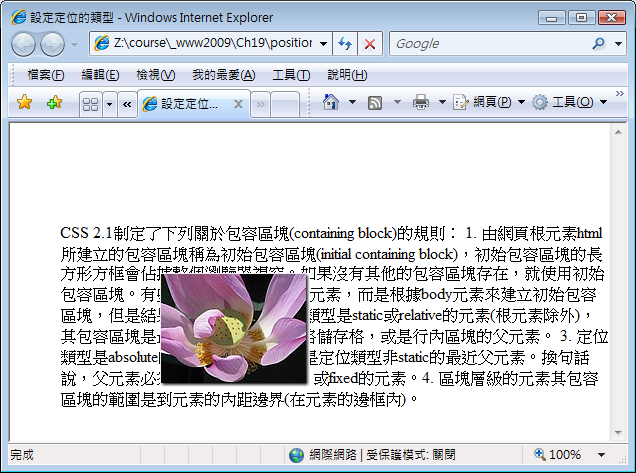 設定定位的類型 - Windows Internet Explorer
Z:\course\_www2009\Ch19\position
Google
檔案(F) 編輯(E) 檢視(V) 我的最愛(A) 工具(T) 說明(H)
設定定位... 網頁(P) 工具(O)
CSS 2.1制定了下列關於包容區塊(containing block)的規則： 1. 由網頁根元素html
所建立的包容區塊稱為初始包容區塊(initial containing block)，初始包容區塊的長
方形方框會佔據整個瀏覽器視窗。如果沒有其他的包容區塊存在，就使用初始
包容區塊。有 元素，而是根據body元素來建立初始包容
區塊，但是結 類型是static或relative的元素(根元素除外)，
其包容區塊是 儲存格，或是行內區塊的父元素。 3. 定位
類型是absolute 是定位類型非static的最近父元素。換句話
說，父元素必 或fixed的元素。4. 區塊層級的元素其包容
區塊的範圍是到元素的內距邊界(在元素的邊框內)。
完成 網際網路 | 受保護模式: 關閉 100%